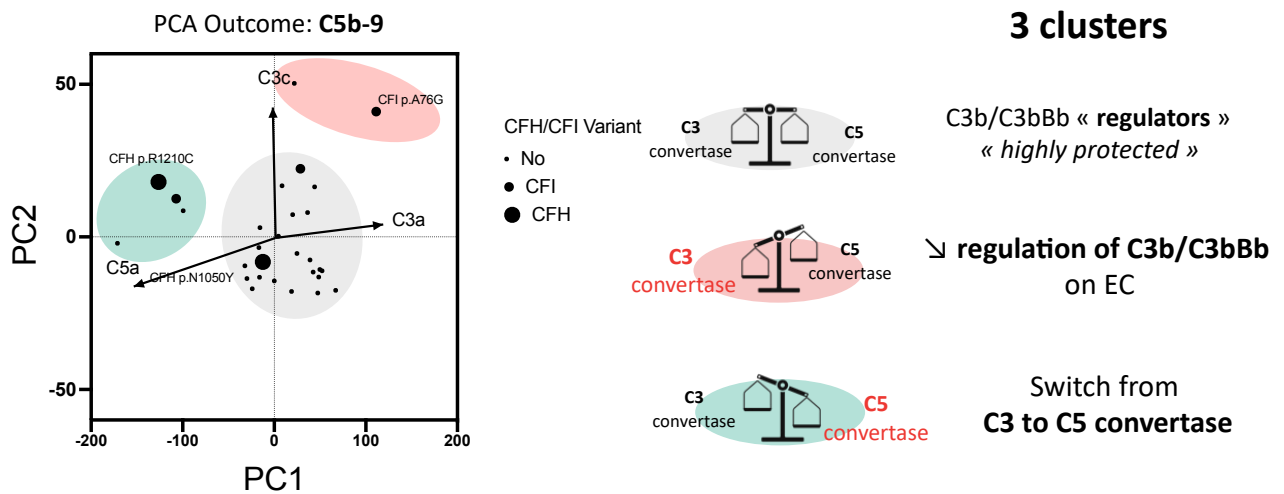 PCA Outcome: C5b-9
3 clusters
50
0
-50
PC2
-200
-100
0
100
200
PC1
C3c
CFI p.A76G
CFH p.R1210C
C3a
C5a
CFH p.N1050Y
CFH/CFI Variant
No
CFI
CFH
C3
convertase
C5
convertase
C3b/C3bBb « regulators »
« highly protected »
C3
convertase
C5
convertase
↘ regulation of C3b/C3bBb
on EC
C3
convertase
C5
convertase
Switch from
C3 to C5 convertase